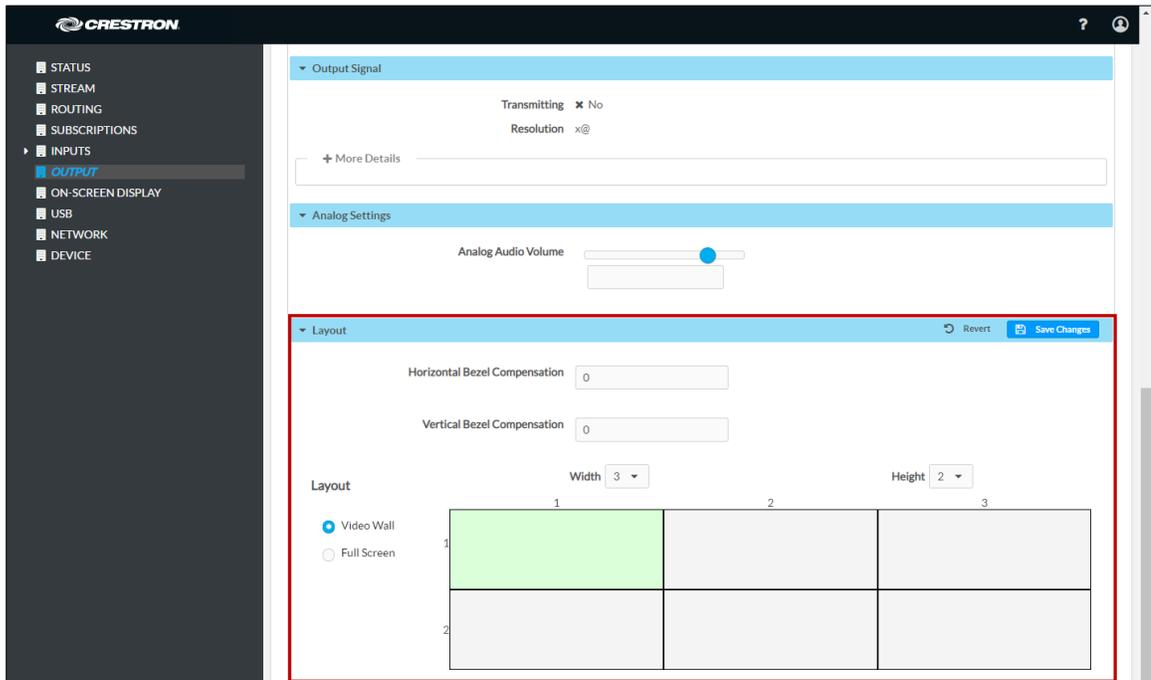 CRESTRON.
?
STATUS
STREAM
ROUTING
SUBSCRIPTIONS
INPUTS
OUTPUT
ON-SCREEN DISPLAY
USB
NETWORK
DEVICE
Output Signal
Transmitting No
Resolution x@
More Details
Analog Settings
Analog Audio Volume
Layout Revert Save Changes
Horizontal Bezel Compensation 0
Vertical Bezel Compensation 0
Width 3 Height 2
Layout
1 2 3
Video Wall
1
Full Screen
2